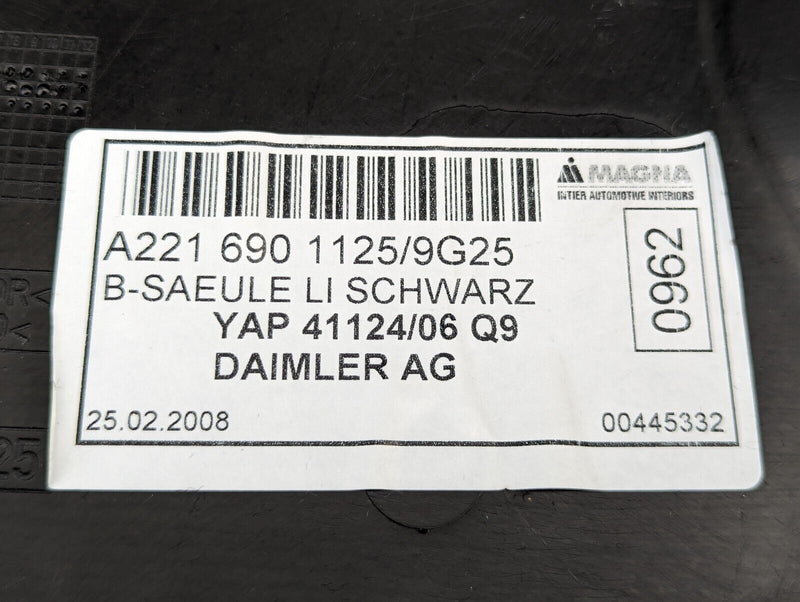 MAGNA
INTIER AUTOMOTIVE INTERIORS
A221 690 1125/9G25
B-SAEULE LI SCHWARZ
YAP 41124/06 Q9
DAIMLER AG
0962
25.02.2008
00445332
25